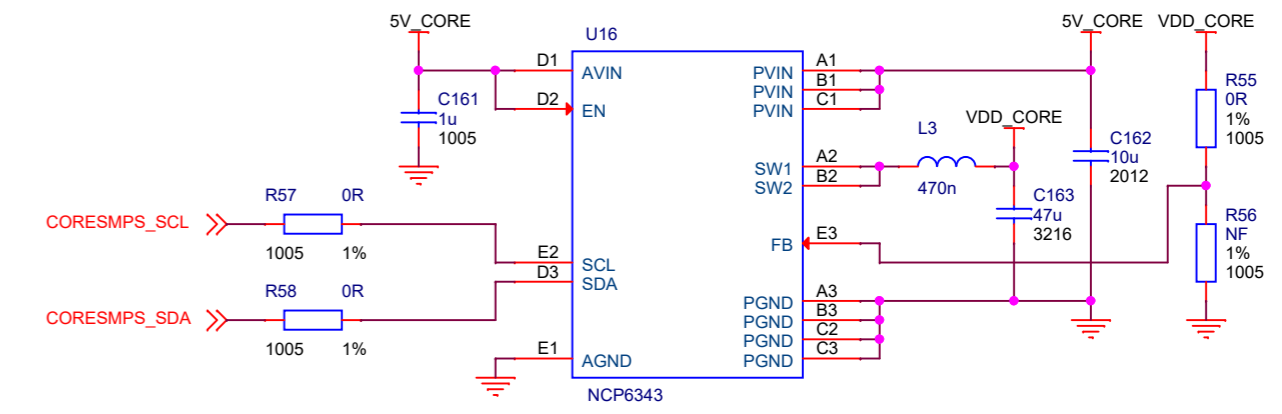 5V_CORE
U16
5V_CORE
VDD_CORE
D1
AVIN
PVIN
A1
D2
EN
PVIN
B1
PVIN
C1
C161
1u
1005
R55
0R
1%
1005
L3
470n
VDD_CORE
C162
10u
2012
SW1
A2
SW2
B2
C163
47u
3216
R57
0R
CORESMPS_SCL
1005
1%
R56
NF
1%
1005
FB
E3
E2
SCL
D3
SDA
R58
0R
CORESMPS_SDA
1005
1%
PGND
A3
PGND
B3
PGND
C2
PGND
C3
E1
AGND
NCP6343